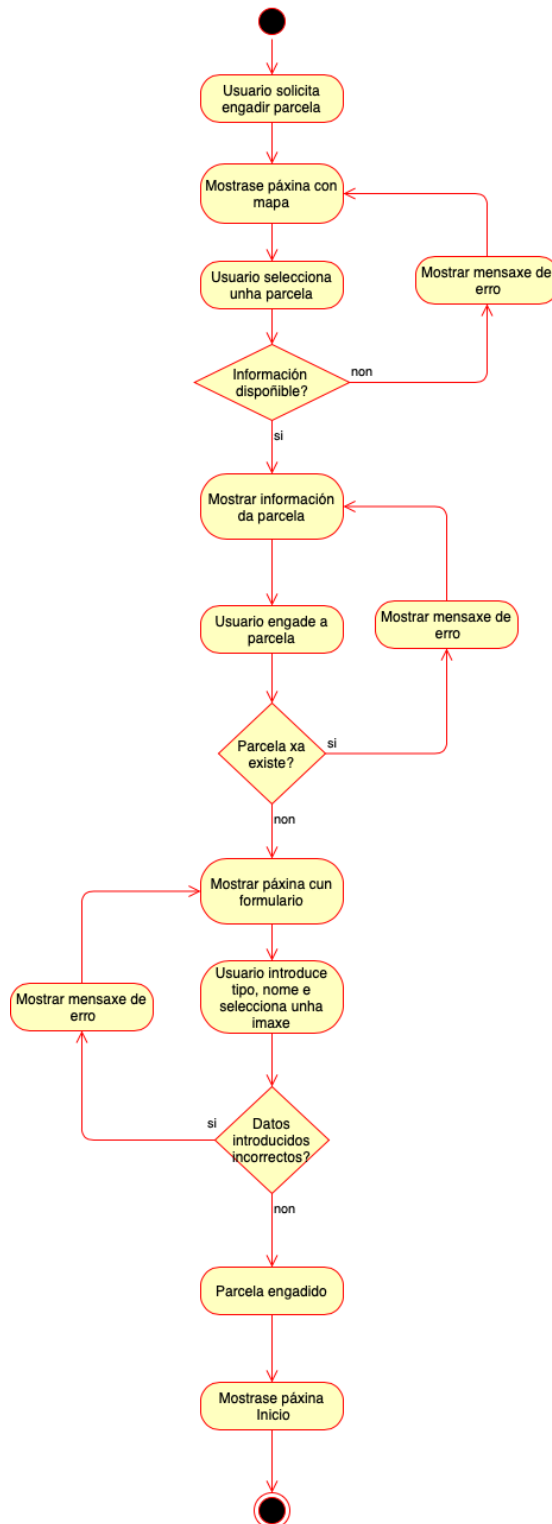 Usuario solicita
engadir parcela
Mostrase páxina con
mapa
Usuario selecciona
unha parcela
Mostrar mensaxe de
erro
Información
dispoñible?
non
si
Mostrar información
da parcela
Usuario engade a
parcela
Mostrar mensaxe de
erro
Parcela xa
existe?
si
non
Mostrar páxina cun
formulario
Usuario introduce
tipo, nome e
selecciona unha
imaxe
Mostrar mensaxe de
erro
si
Datos
introducidos
incorrectos?
non
Parcela engadido
Mostrase páxina
Inicio